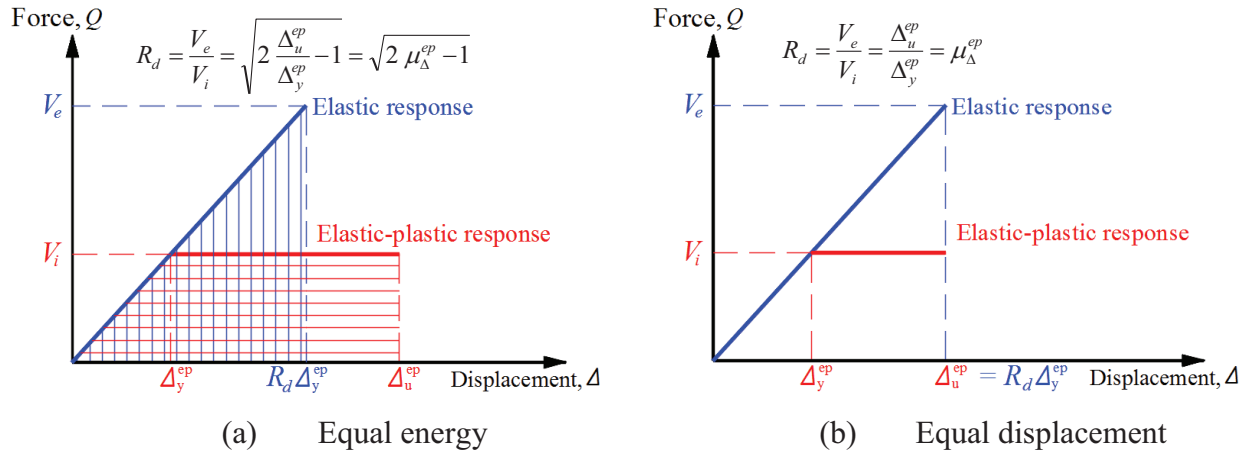 Force, Q
R_d = V_e / V_i = √(2 Δ_u^ep / Δ_y^ep − 1) = √(2 μ_Δ^ep − 1)
V_e
Elastic response
Elastic-plastic response
V_i
Δ_y^ep
R_d Δ_y^ep
Δ_u^ep
Displacement, Δ
(a) Equal energy
Force, Q
R_d = V_e / V_i = Δ_u^ep / Δ_y^ep = μ_Δ^ep
V_e
Elastic response
Elastic-plastic response
V_i
Δ_y^ep
Δ_u^ep = R_d Δ_y^ep
Displacement, Δ
(b) Equal displacement